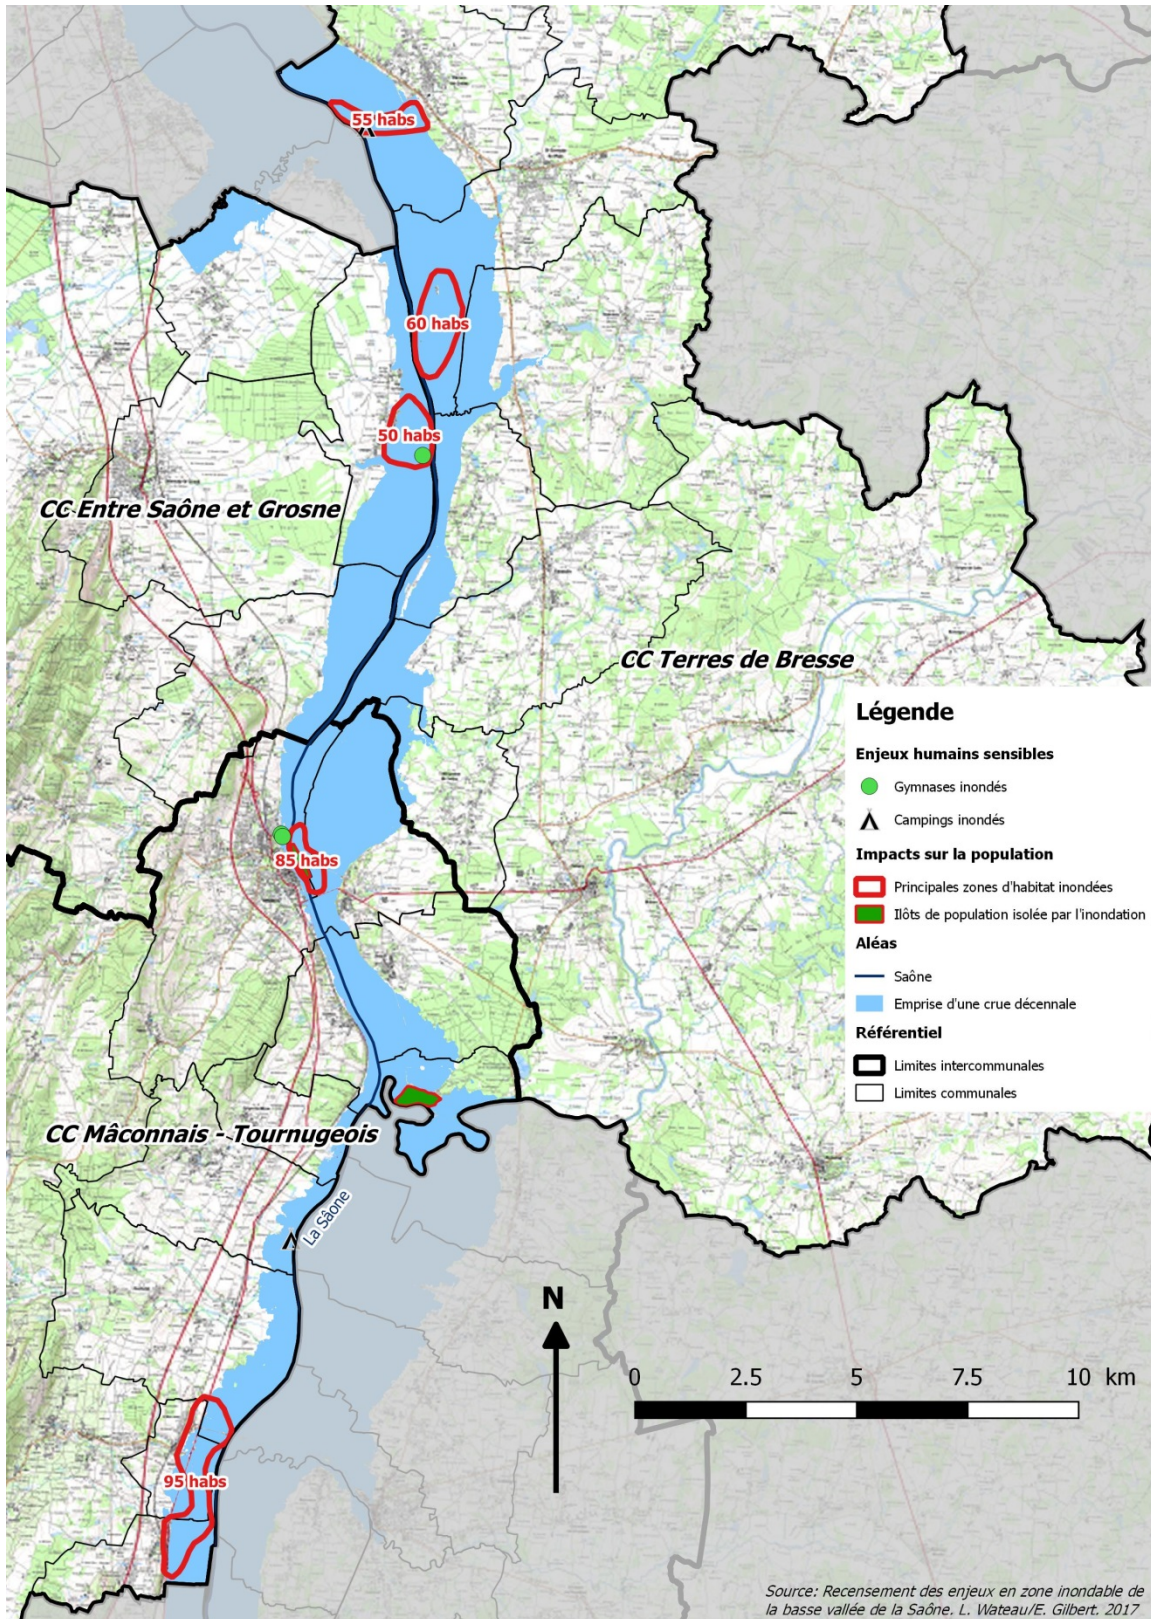 55 habs
60 habs
50 habs
CC Entre Saône et Grosne
CC Terres de Bresse
85 habs
CC Mâconnais - Tournugeois
La Sâone
95 habs
Légende
Enjeux humains sensibles
Gymnases inondés
Campings inondés
Impacts sur la population
Principales zones d'habitat inondées
Ilôts de population isolée par l'inondation
Aléas
Saône
Emprise d'une crue décennale
Référentiel
Limites intercommunales
Limites communales
N
0 2.5 5 7.5 10 km
Source: Recensement des enjeux en zone inondable de
la basse vallée de la Saône. L. Wateau/E. Gilbert. 2017